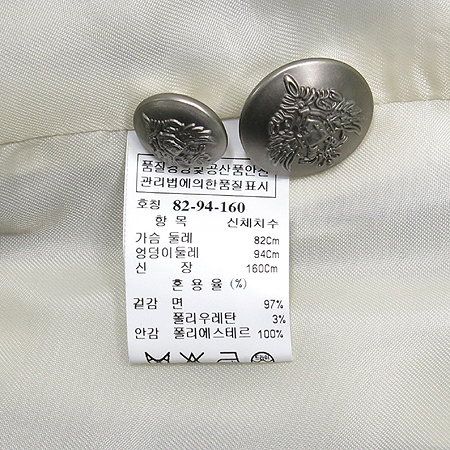 품질경영및공산품안전
관리법에의한품질표시
호칭 82-94-160
항 목 신체치수
가슴 둘레 82Cm
엉덩이둘레 94Cm
신 장 160Cm
혼 용 율 (%)
겉감 면 97%
폴리우레탄 3%
안감 폴리에스테르 100%